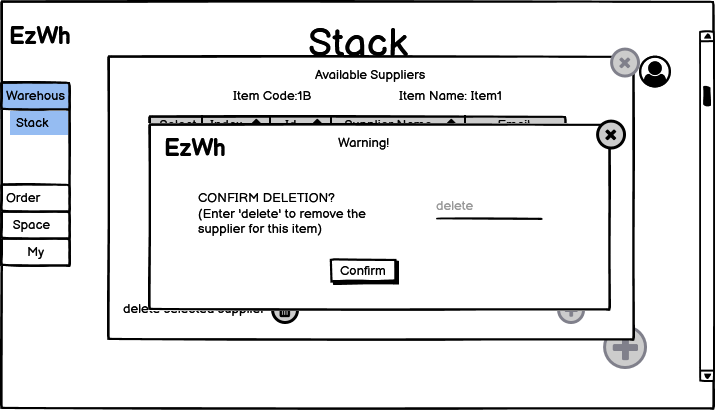 EzWh
Stack
Available Suppliers
Item Code:1B Item Name: Item1
Warehous
Stack
Select Index Id Supplier Name Email
EzWh
Warning!
CONFIRM DELETION?
(Enter 'delete' to remove the
supplier for this item)
delete
Order
Space
My
Confirm
delete selected supplier